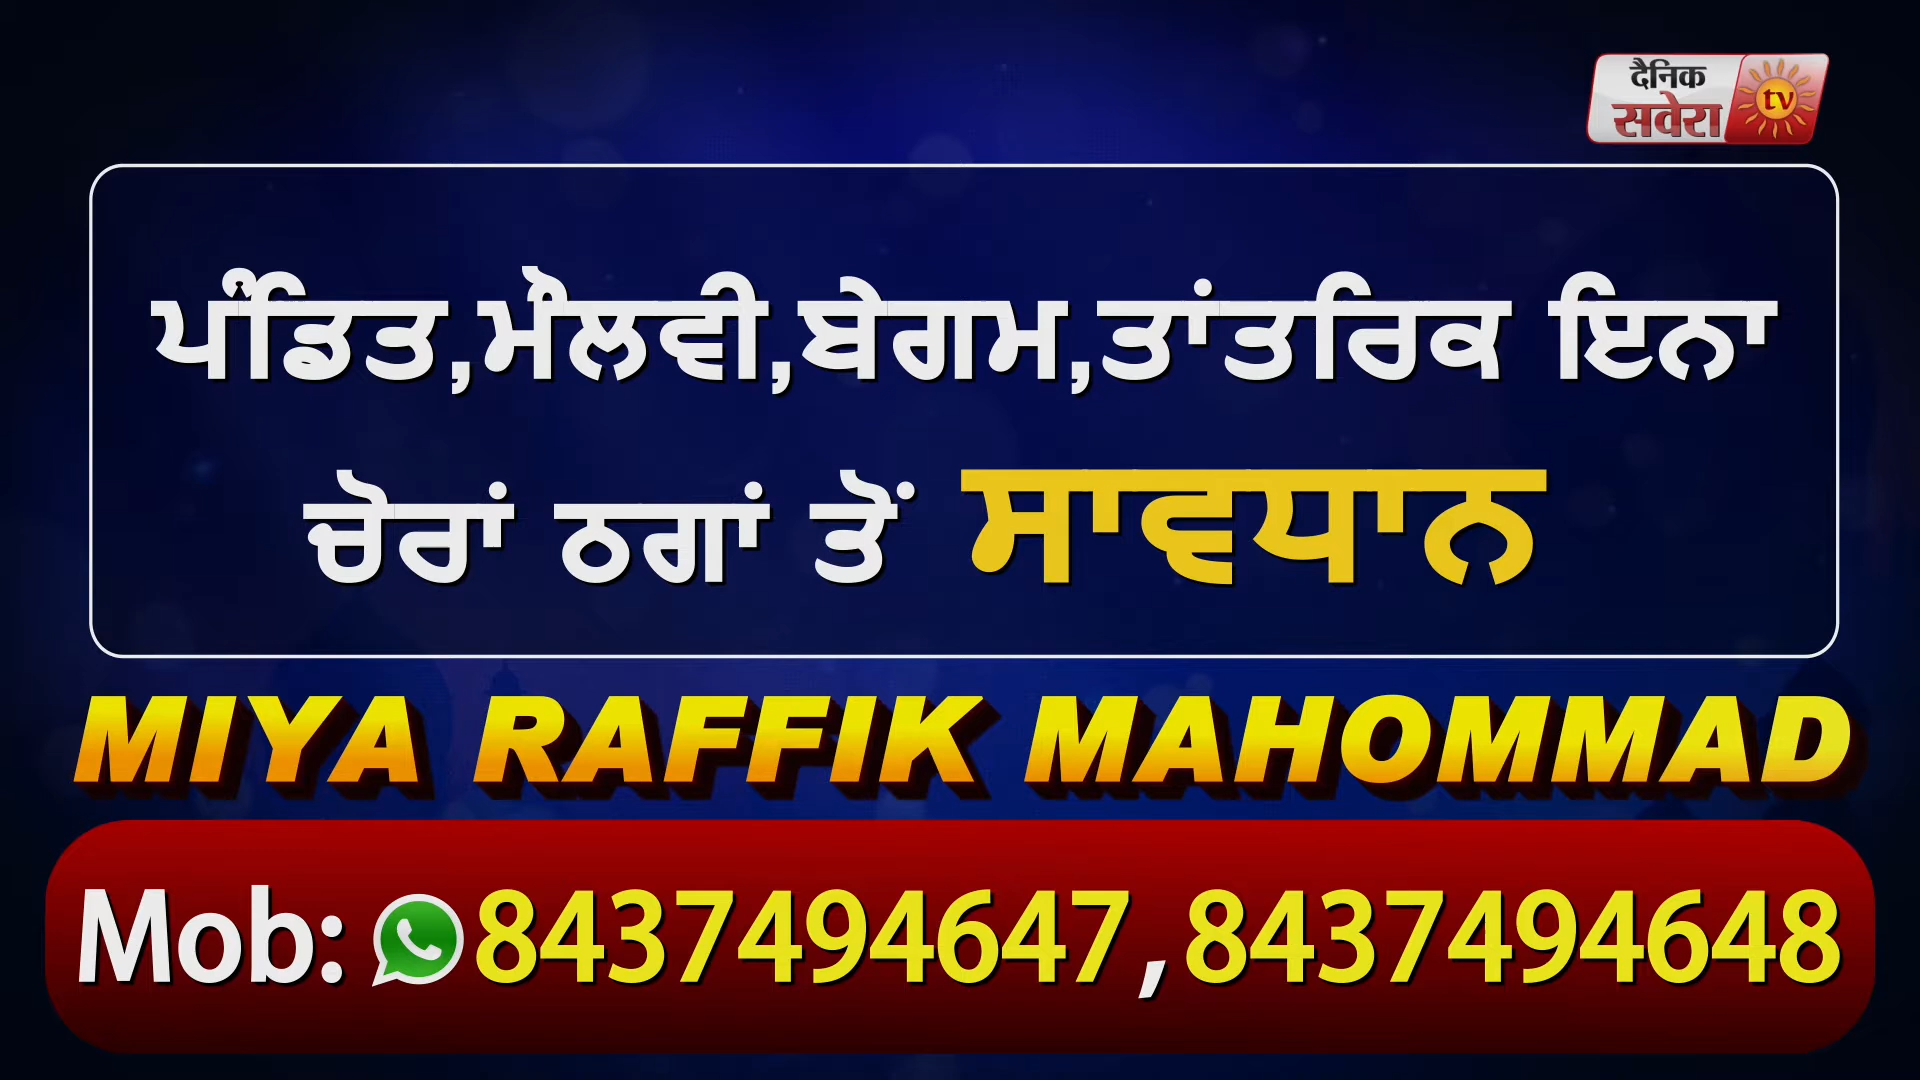 दैनिक
सवेरा tv
ਪੰਡਿਤ,ਮੌਲਵੀ,ਬੇਗਮ,ਤਾਂਤਰਿਕ ਇਨਾ
ਚੋਰਾਂ ਠਗਾਂ ਤੋਂ ਸਾਵਧਾਨ
MIYA RAFFIK MAHOMMAD
Mob: 8437494647,8437494648